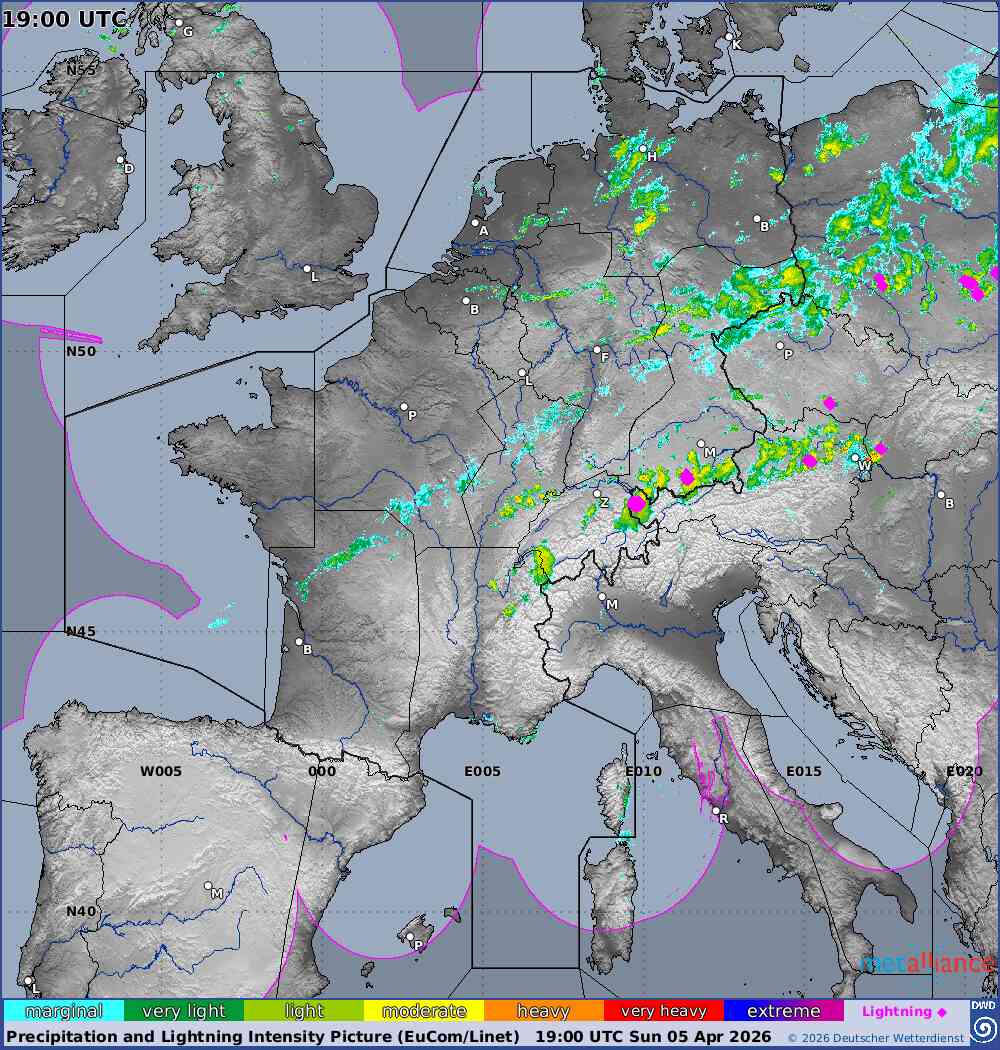 19:00 UTC
G
K
N55
D
H
A
B
L
B
N50
F
P
L
P
M
W
Z
B
M
N45
B
W005
000
E005
E010
E015
E020
R
M
N40
P
L
metalliance
marginal
very light
light
moderate
heavy
very heavy
extreme
Lightning
DWD
Precipitation and Lightning Intensity Picture (EuCom/Linet) 19:00 UTC Sun 05 Apr 2026
© 2026 Deutscher Wetterdienst